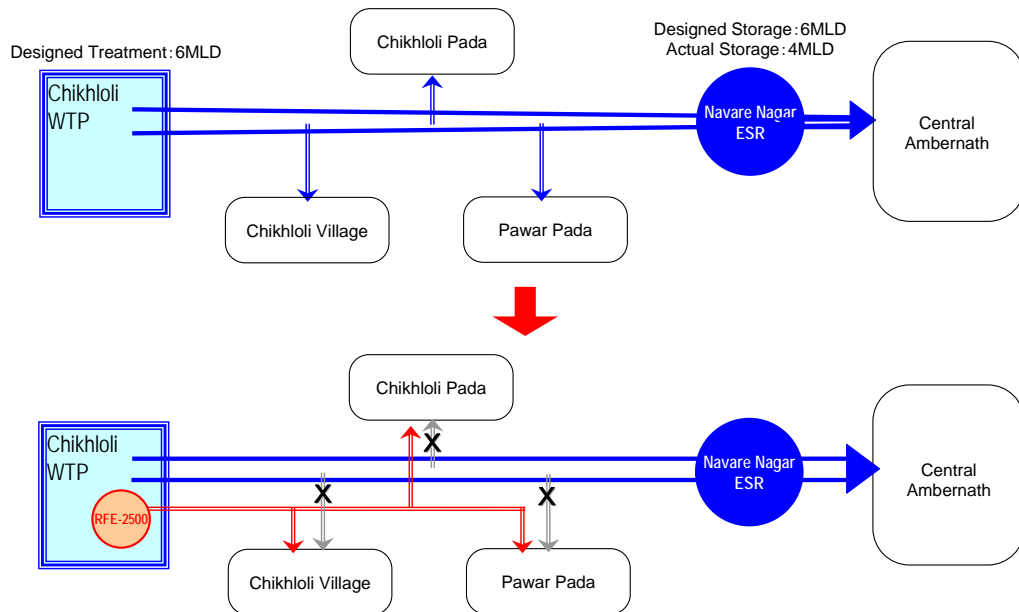 Designed Treatment:6MLD
Chikhloli Pada
Designed Storage:6MLD
Actual Storage:4MLD
Chikhloli
WTP
Navare Nagar
ESR
Central
Ambernath
Chikhloli Village
Pawar Pada
Chikhloli Pada
X
Chikhloli
WTP
Navare Nagar
ESR
Central
Ambernath
X
X
RFE-2500
Chikhloli Village
Pawar Pada